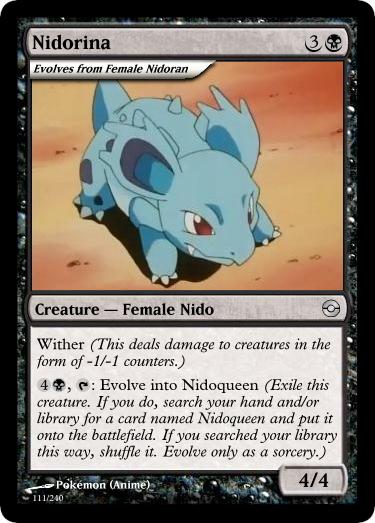 Nidorina 3
Evolves from Female Nidoran
Creature — Female Nido
Wither (This deals damage to creatures in the
form of -1/-1 counters.)
4, : Evolve into Nidoqueen (Exile this
creature. If you do, search your hand and/or
library for a card named Nidoqueen and put it
onto the battlefield. If you searched your library
this way, shuffle it. Evolve only as a sorcery.)
4/4
Pokémon (Anime)
111/240